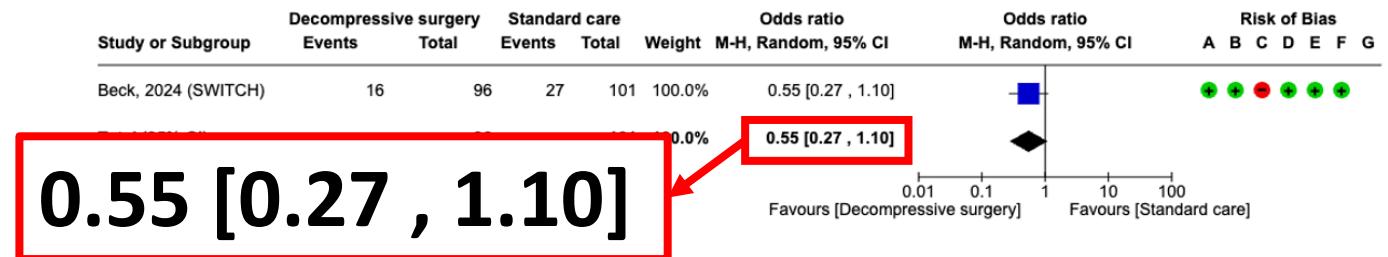 Decompressive surgery Standard care Odds ratio Odds ratio Risk of Bias
Study or Subgroup Events Total Events Total Weight M-H, Random, 95% CI M-H, Random, 95% CI A B C D E F G
Beck, 2024 (SWITCH) 16 96 27 101 100.0% 0.55 [0.27 , 1.10] + + − + + +
0.55 [0.27 , 1.10]
0.55 [0.27 , 1.10]
0.01 0.1 1 10 100
Favours [Decompressive surgery] Favours [Standard care]